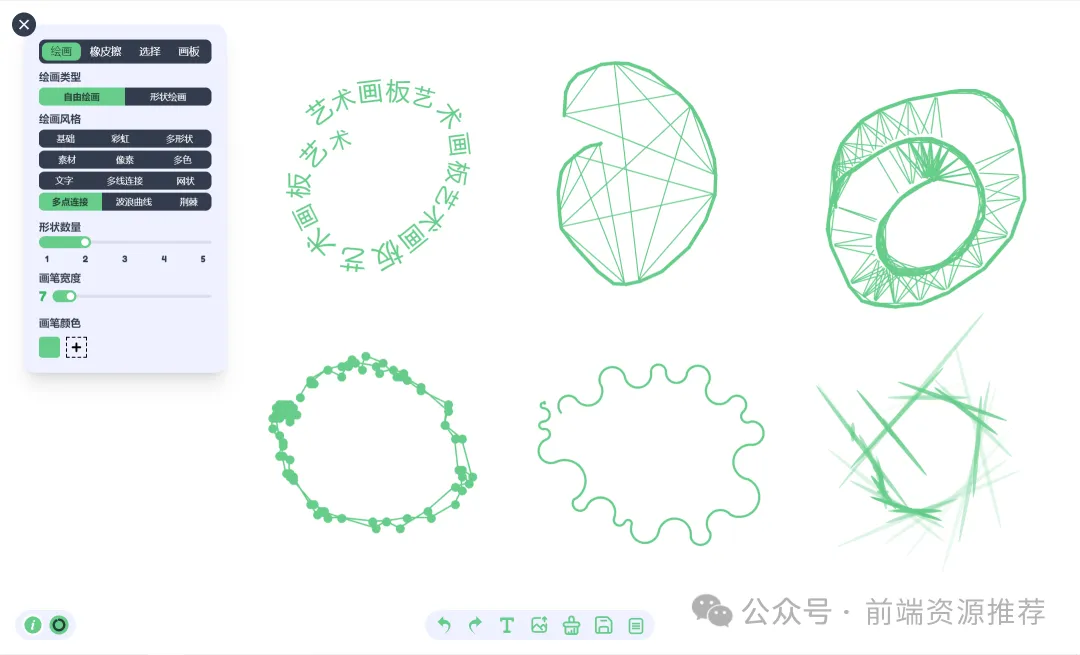 绘画 橡皮擦 选择 画板
绘画类型
自由绘画 形状绘画
绘画风格
基础 彩虹 多形状
素材 像素 多色
文字 多线连接 网状
多点连接 波浪曲线 荆棘
形状数量
1 2 3 4 5
画笔宽度
7
画笔颜色
艺术画板艺术画板艺术画板艺术画板艺术
公众号 · 前端资源推荐